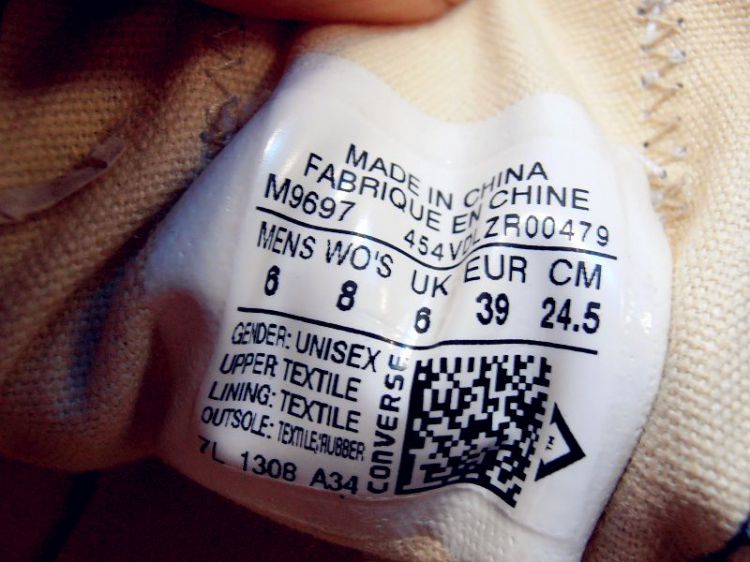 MADE IN CHINA
FABRIQUE EN CHINE
M9697 454VDLZR00479
MENS WO'S UK EUR CM
6 8 6 39 24.5
GENDER: UNISEX
UPPER TEXTILE
LINING: TEXTILE
OUTSOLE: TEXTILE/RUBBER
7L 1308 A34
CONVERSE
™